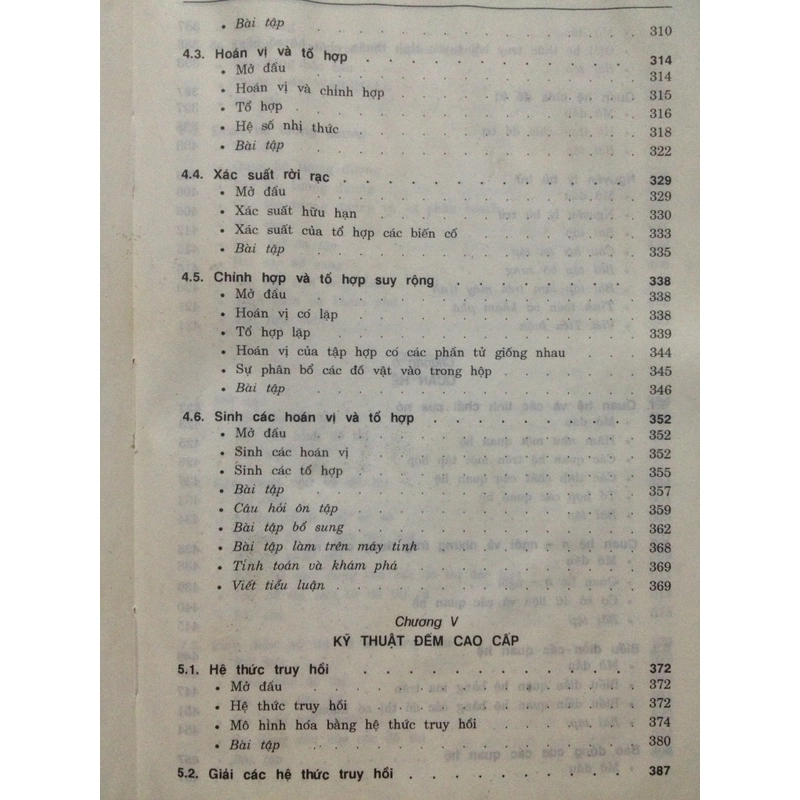 • Bài tập . . . . . . . . . . . . 310
4.3. Hoán vị và tổ hợp . . . . . . . . . . . . 314
• Mở đầu . . . . . . . . . . . . 314
• Hoán vị và chỉnh hợp . . . . . . . . . . . . 315
• Tổ hợp . . . . . . . . . . . . 316
• Hệ số nhị thức . . . . . . . . . . . . 318
• Bài tập . . . . . . . . . . . . 322
4.4. Xác suất rời rạc . . . . . . . . . . . . 329
• Mở đầu . . . . . . . . . . . . 329
• Xác suất hữu hạn . . . . . . . . . . . . 330
• Xác suất của tổ hợp các biến cố . . . . . . . . . . . . 333
• Bài tập . . . . . . . . . . . . 335
4.5. Chỉnh hợp và tổ hợp suy rộng . . . . . . . . . . . . 338
• Mở đầu . . . . . . . . . . . . 338
• Hoán vị có lặp . . . . . . . . . . . . 338
• Tổ hợp lặp . . . . . . . . . . . . 339
• Hoán vị của tập hợp có các phần tử giống nhau . . . . 344
• Sự phân bố các đồ vật vào trong hộp . . . . . . . . 345
• Bài tập . . . . . . . . . . . . 346
4.6. Sinh các hoán vị và tổ hợp . . . . . . . . . . . . 352
• Mở đầu . . . . . . . . . . . . 352
• Sinh các hoán vị . . . . . . . . . . . . 352
• Sinh các tổ hợp . . . . . . . . . . . . 355
• Bài tập . . . . . . . . . . . . 357
• Câu hỏi ôn tập . . . . . . . . . . . . 359
• Bài tập bổ sung . . . . . . . . . . . . 362
• Bài tập làm trên máy tính . . . . . . . . . . . . 368
• Tính toán và khám phá . . . . . . . . . . . . 369
• Viết tiểu luận . . . . . . . . . . . . 369
Chương V
KỸ THUẬT ĐẾM CAO CẤP
5.1. Hệ thức truy hồi . . . . . . . . . . . . 372
• Mở đầu . . . . . . . . . . . . 372
• Hệ thức truy hồi . . . . . . . . . . . . 372
• Mô hình hóa bằng hệ thức truy hồi . . . . . . . . 374
• Bài tập . . . . . . . . . . . . 380
5.2. Giải các hệ thức truy hồi . . . . . . . . . . . . 387